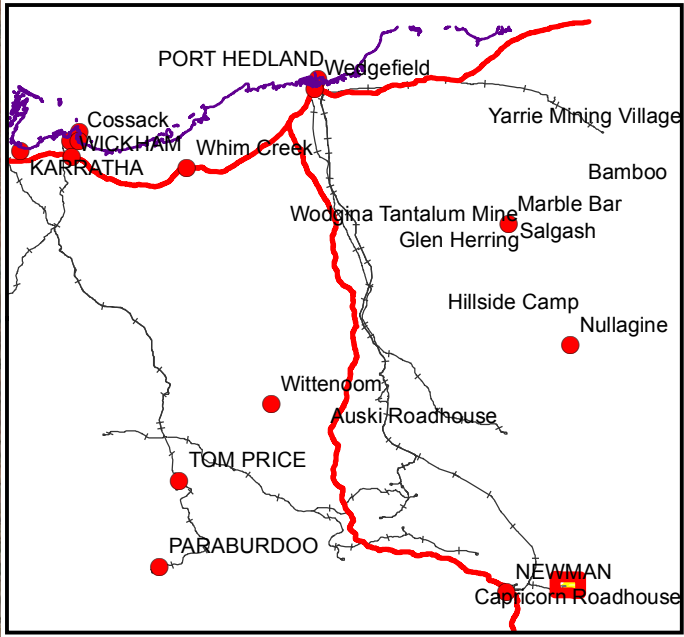 PORT HEDLAND
Wedgefield
Yarrie Mining Village
Cossack
WICKHAM
Whim Creek
KARRATHA
Bamboo
Marble Bar
Wodgina Tantalum Mine
Salgash
Glen Herring
Hillside Camp
Nullagine
Wittenoom
Auski Roadhouse
TOM PRICE
PARABURDOO
NEWMAN
Capricorn Roadhouse